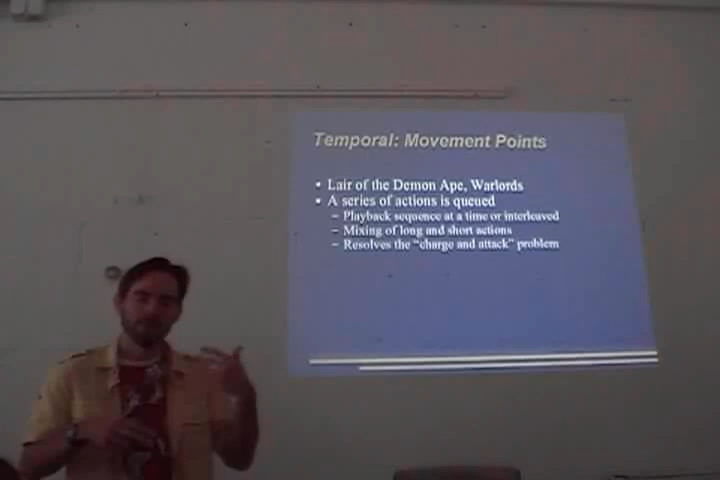 Temporal: Movement Points
• Lair of the Demon Ape, Warlords
• A series of actions is queued
– Playback sequence at a time or interleaved
– Mixing of long and short actions
– Resolves the "charge and attack" problem